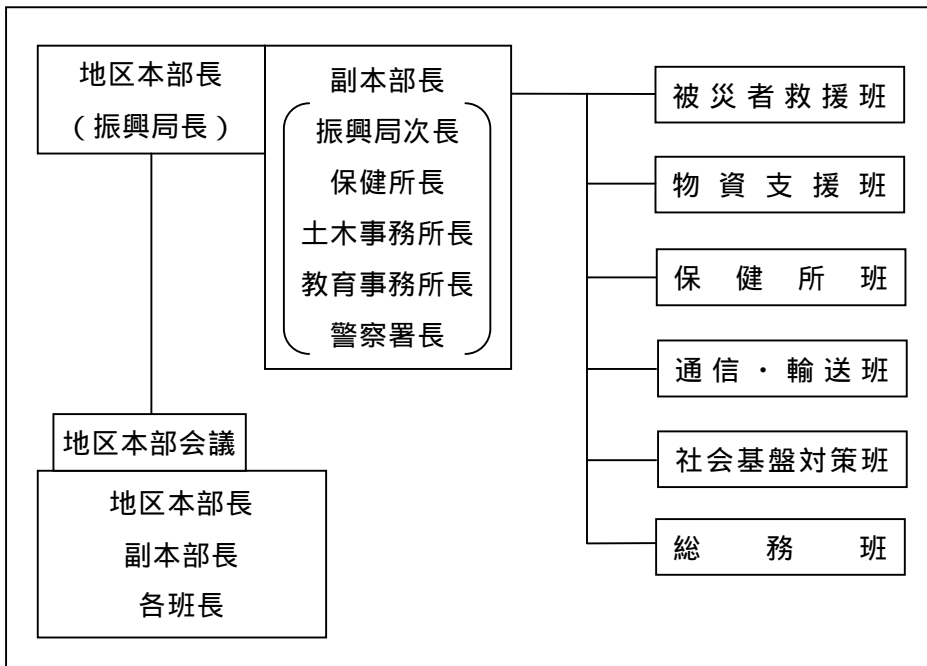 地区本部長
（振興局長）
副本部長
振興局次長
保健所長
土木事務所長
教育事務所長
警察署長
地区本部会議
地区本部長
副本部長
各班長
被災者救援班
物資支援班
保健所班
通信・輸送班
社会基盤対策班
総務班